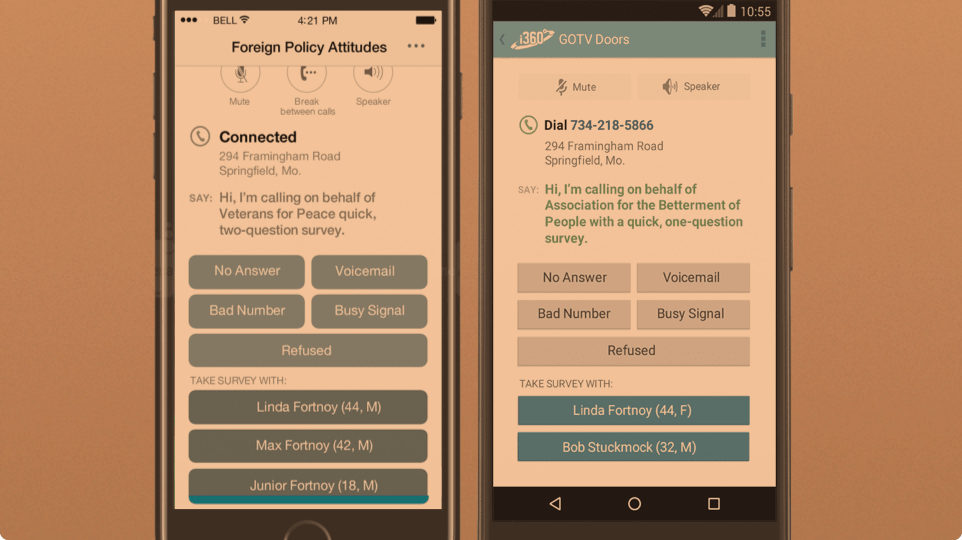 BELL 4:21 PM
Foreign Policy Attitudes
Mute
Break
between calls
Speaker
Connected
294 Framingham Road
Springfield, Mo.
SAY: Hi, I'm calling on behalf of
Veterans for Peace quick,
two-question survey.
No Answer
Voicemail
Bad Number
Busy Signal
Refused
TAKE SURVEY WITH:
Linda Fortnoy (44, M)
Max Fortnoy (42, M)
Junior Fortnoy (18, M)
10:55
i360 GOTV Doors
Mute
Speaker
Dial 734-218-5866
294 Framingham Road
Springfield, Mo.
SAY: Hi, I'm calling on behalf of
Association for the Betterment of
People with a quick, one-question
survey.
No Answer
Voicemail
Bad Number
Busy Signal
Refused
TAKE SURVEY WITH:
Linda Fortnoy (44, F)
Bob Stuckmock (32, M)